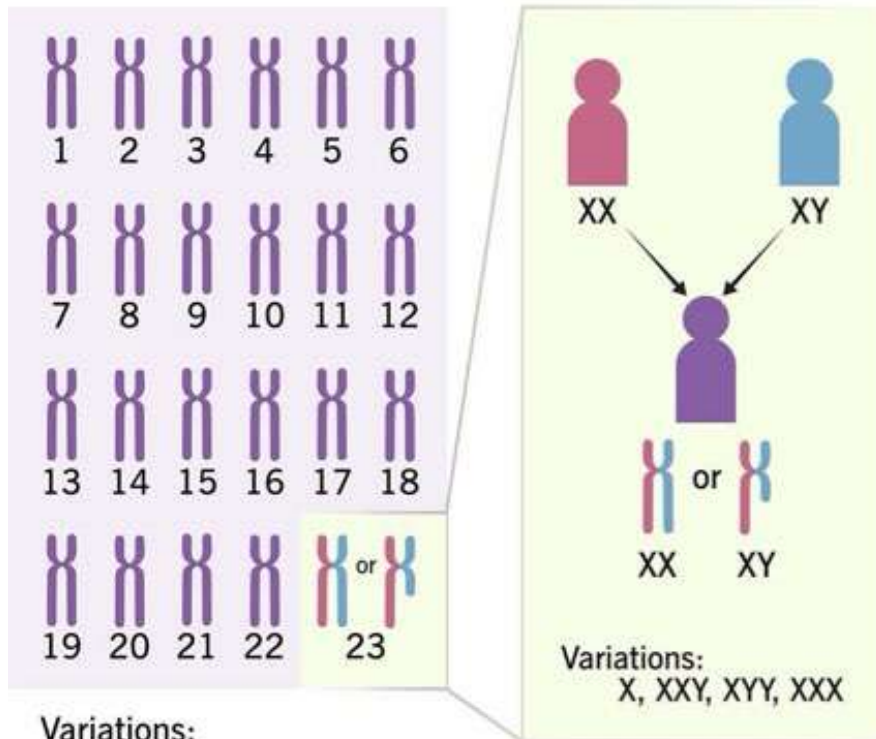 1 2 3 4 5 6
7 8 9 10 11 12
13 14 15 16 17 18
or
19 20 21 22 23
Variations:
XX XY
or
XX XY
Variations:
X, XXY, XYY, XXX